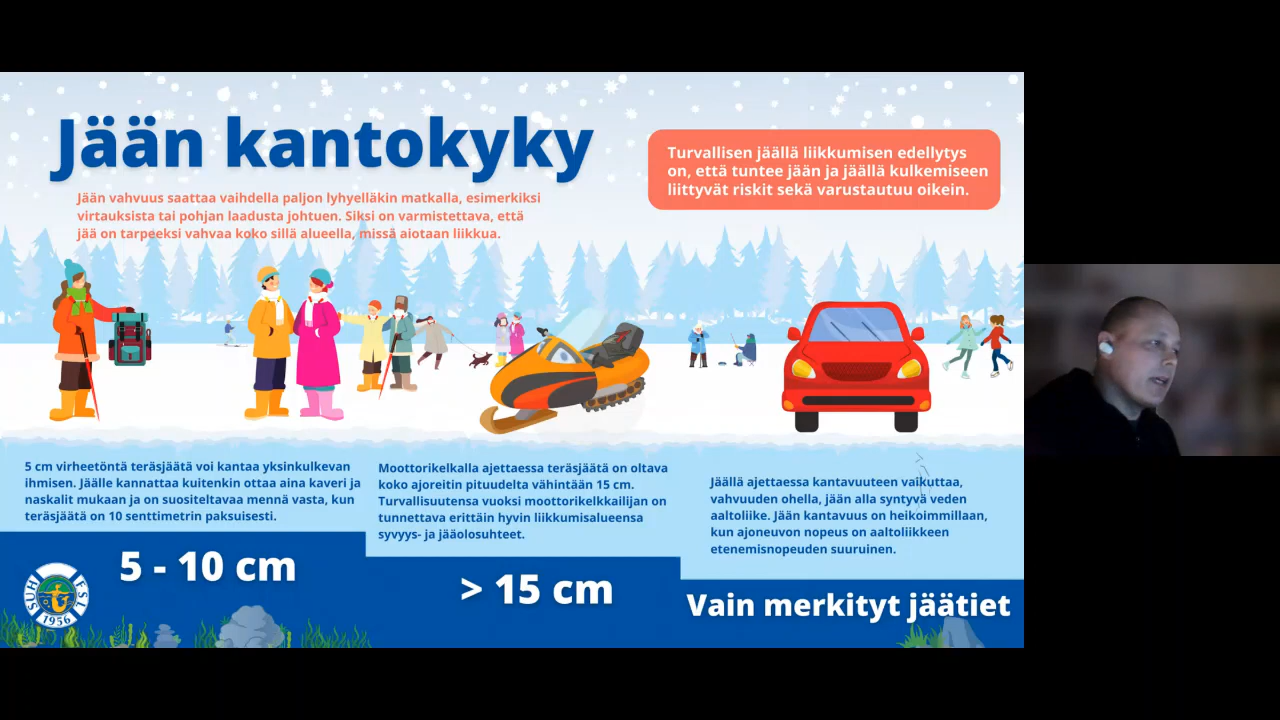 Jään kantokyky
Jään vahvuus saattaa vaihdella paljon lyhyelläkin matkalla, esimerkiksi
virtauksista tai pohjan laadusta johtuen. Siksi on varmistettava, että
jää on tarpeeksi vahvaa koko sillä alueella, missä aiotaan liikkua.
Turvallisen jäällä liikkumisen edellytys
on, että tuntee jään ja jäällä kulkemiseen
liittyvät riskit sekä varustautuu oikein.
5 cm virheetöntä teräsjäätä voi kantaa yksinkulkevan
ihmisen. Jäälle kannattaa kuitenkin ottaa aina kaveri ja
naskalit mukaan ja on suositeltavaa mennä vasta, kun
teräsjäätä on 10 senttimetrin paksuisesti.
5 - 10 cm
Moottorikelkalla ajettaessa teräsjäätä on oltava
koko ajoreitin pituudelta vähintään 15 cm.
Turvallisuutensa vuoksi moottorikelkkailijan on
tunnettava erittäin hyvin liikkumisalueensa
syvyys- ja jääolosuhteet.
> 15 cm
Jäällä ajettaessa kantavuuteen vaikuttaa,
vahvuuden ohella, jään alla syntyvä veden
aaltoliike. Jään kantavuus on heikoimmillaan,
kun ajoneuvon nopeus on aaltoliikkeen
etenemisnopeuden suuruinen.
Vain merkityt jäätiet
SUH FSL
1956